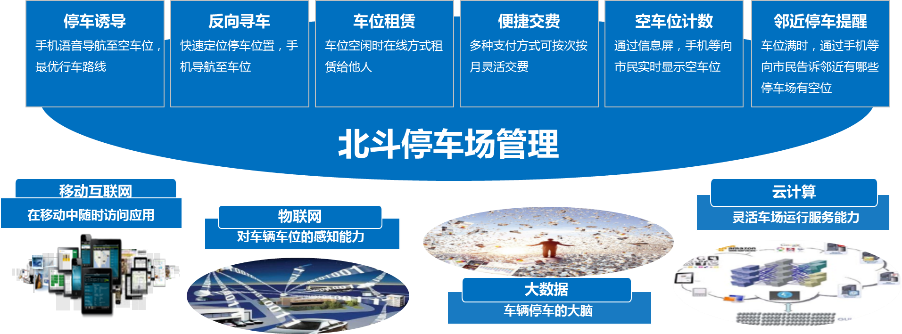 停车诱导
手机语音导航至空车位，
最优行车路线
反向寻车
快速定位停车位置，手
机导航至车位
车位租赁
车位空闲时在线方式租
赁给他人
便捷交费
多种支付方式可按次按
月灵活交费
空车位计数
通过信息屏，手机等向
市民实时显示空车位
邻近停车提醒
车位满时，通过手机等
向市民告诉邻近有哪些
停车场有空位
北斗停车场管理
移动互联网
在移动中随时访问应用
物联网
对车辆车位的感知能力
大数据
车辆停车的大脑
云计算
灵活车场运行服务能力